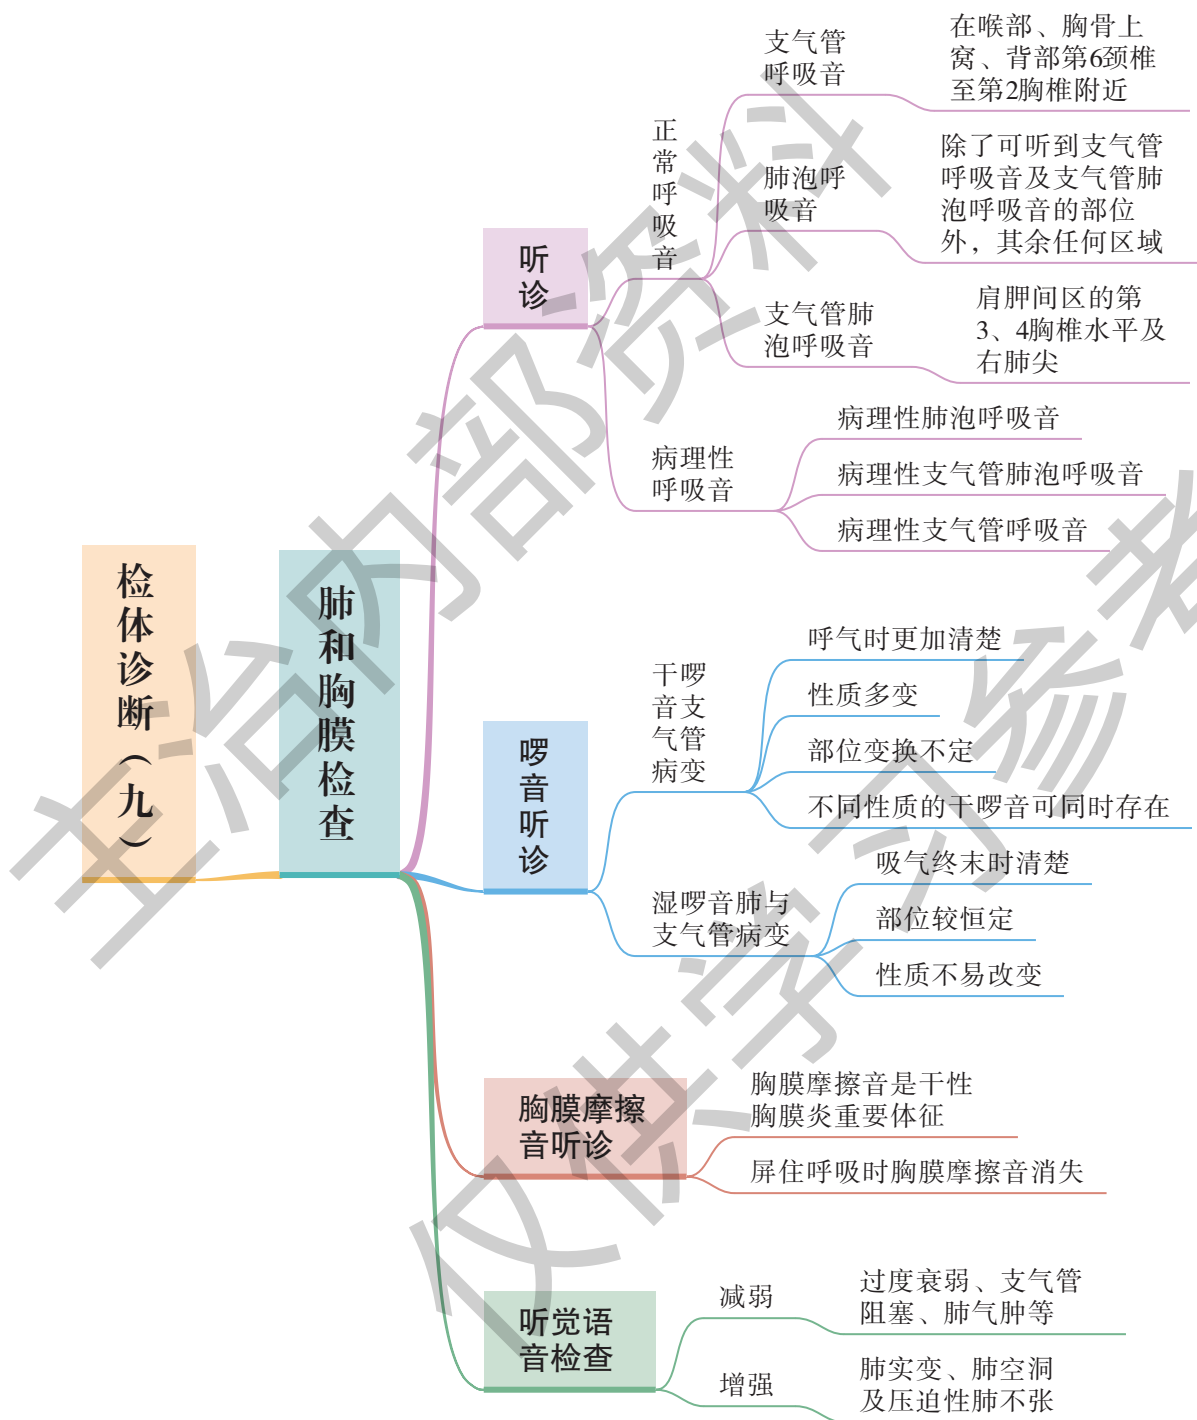 检体诊断（九）
肺和胸膜检查
听
诊
正
常
呼
吸
音
支气管
呼吸音
在喉部、胸骨上
窝、背部第6颈椎
至第2胸椎附近
肺泡呼
吸音
除了可听到支气管
呼吸音及支气管肺
泡呼吸音的部位
外，其余任何区域
支气管肺
泡呼吸音
肩胛间区的第
3、4胸椎水平及
右肺尖
病理性
呼吸音
病理性肺泡呼吸音
病理性支气管肺泡呼吸音
病理性支气管呼吸音
啰
音
听
诊
干啰
音支
气管
病变
呼气时更加清楚
性质多变
部位变换不定
不同性质的干啰音可同时存在
湿啰音肺与
支气管病变
吸气终末时清楚
部位较恒定
性质不易改变
胸膜摩擦
音听诊
胸膜摩擦音是干性
胸膜炎重要体征
屏住呼吸时胸膜摩擦音消失
听觉语
音检查
减弱
过度衰弱、支气管
阻塞、肺气肿等
增强
肺实变、肺空洞
及压迫性肺不张
主治内部资料
仅供学习参考